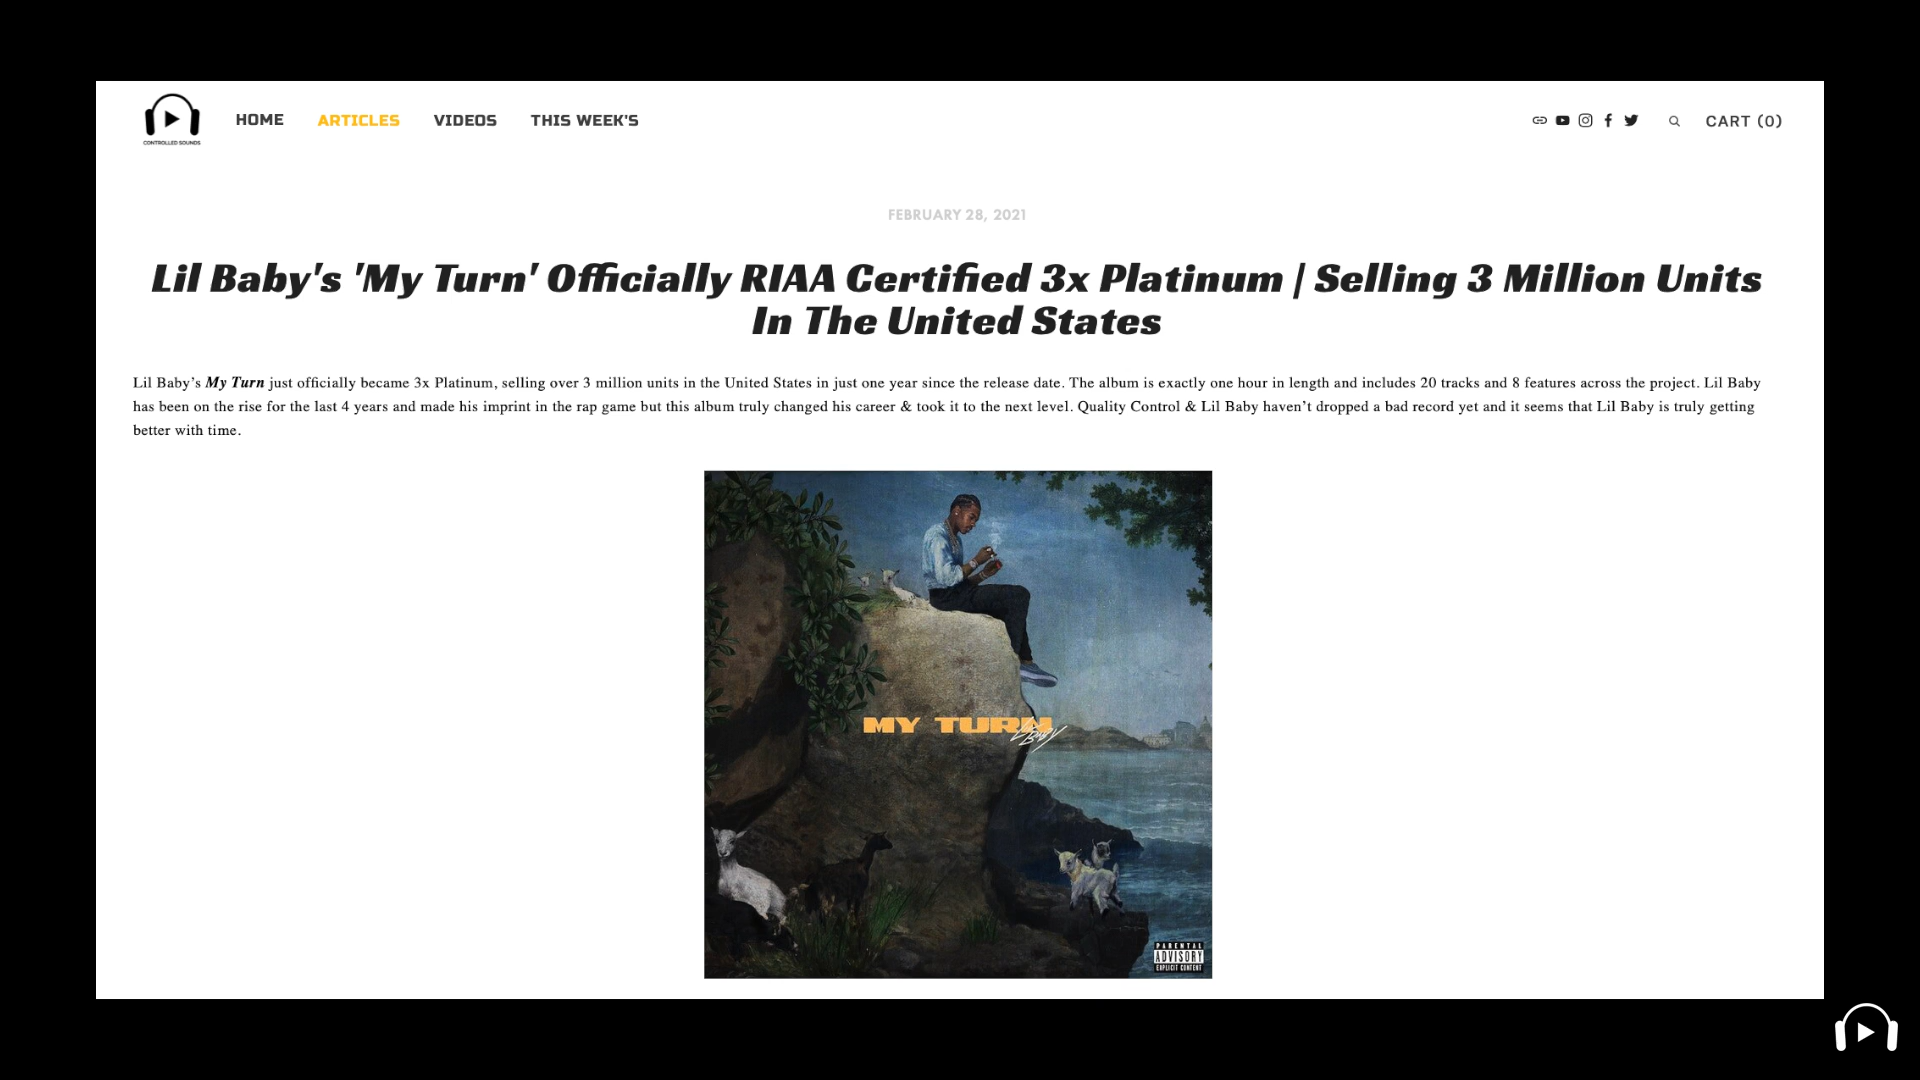 HOME ARTICLES VIDEOS THIS WEEK'S CART (0)
CONTROLLED SOUNDS
FEBRUARY 28, 2021
Lil Baby's 'My Turn' Officially RIAA Certified 3x Platinum | Selling 3 Million Units
In The United States
Lil Baby’s My Turn just officially became 3x Platinum, selling over 3 million units in the United States in just one year since the release date. The album is exactly one hour in length and includes 20 tracks and 8 features across the project. Lil Baby
has been on the rise for the last 4 years and made his imprint in the rap game but this album truly changed his career & took it to the next level. Quality Control & Lil Baby haven’t dropped a bad record yet and it seems that Lil Baby is truly getting
better with time.
MY TURN
Lil Baby
PARENTAL
ADVISORY
EXPLICIT CONTENT